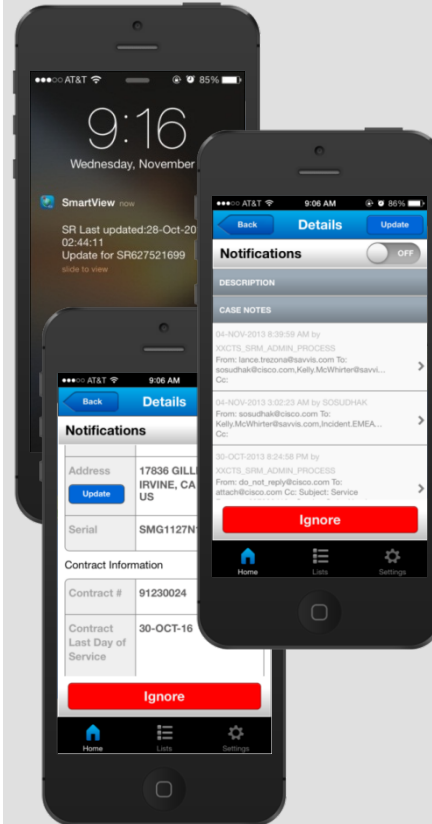 AT&T
85%
9:16
Wednesday, November
SmartView now
SR Last updated:28-Oct-20
02:44:11
Update for SR627521699
slide to view
AT&T 9:06 AM 86%
Back Details Update
Notifications OFF
DESCRIPTION
CASE NOTES
04-NOV-2013 8:39:59 AM by
XXCTS_SRM_ADMIN_PROCESS
From: lance.trezona@savvis.com To:
sosudhak@cisco.com,Kelly.McWhirter@savvi...
Cc:
04-NOV-2013 3:02:23 AM by SOSUDHAK
From: sosudhak@cisco.com To:
Kelly.McWhirter@savvis.com,Incident.EMEA...
Cc:
30-OCT-2013 8:24:58 PM by
XXCTS_SRM_ADMIN_PROCESS
From: do_not_reply@cisco.com To:
attach@cisco.com Cc: Subject: Service
Ignore
Home Lists Settings
AT&T 9:06 AM
Back Details
Notifications
Address 17836 GILL
IRVINE, CA
Update US
Serial SMG1127N
Contract Information
Contract # 91230024
Contract 30-OCT-16
Last Day of
Service
Ignore
Home Lists Settings